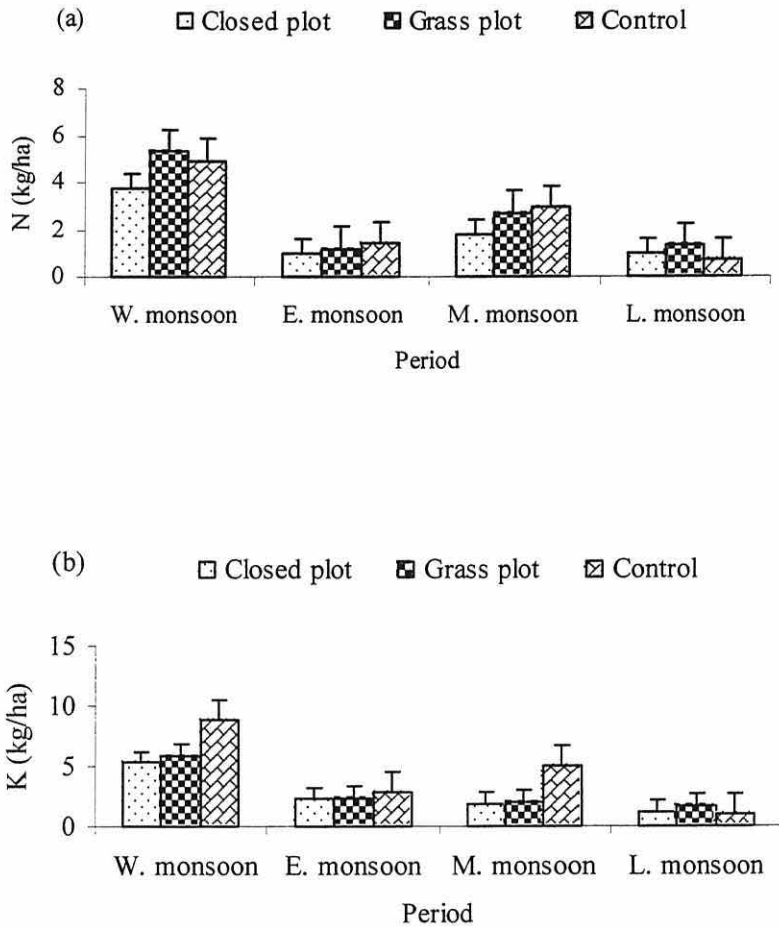 (a)
Closed plot Grass plot Control
8
6
4
2
0
N (kg/ha)
W. monsoon E. monsoon M. monsoon L. monsoon
Period
(b)
Closed plot Grass plot Control
15
10
5
0
K (kg/ha)
W. monsoon E. monsoon M. monsoon L. monsoon
Period